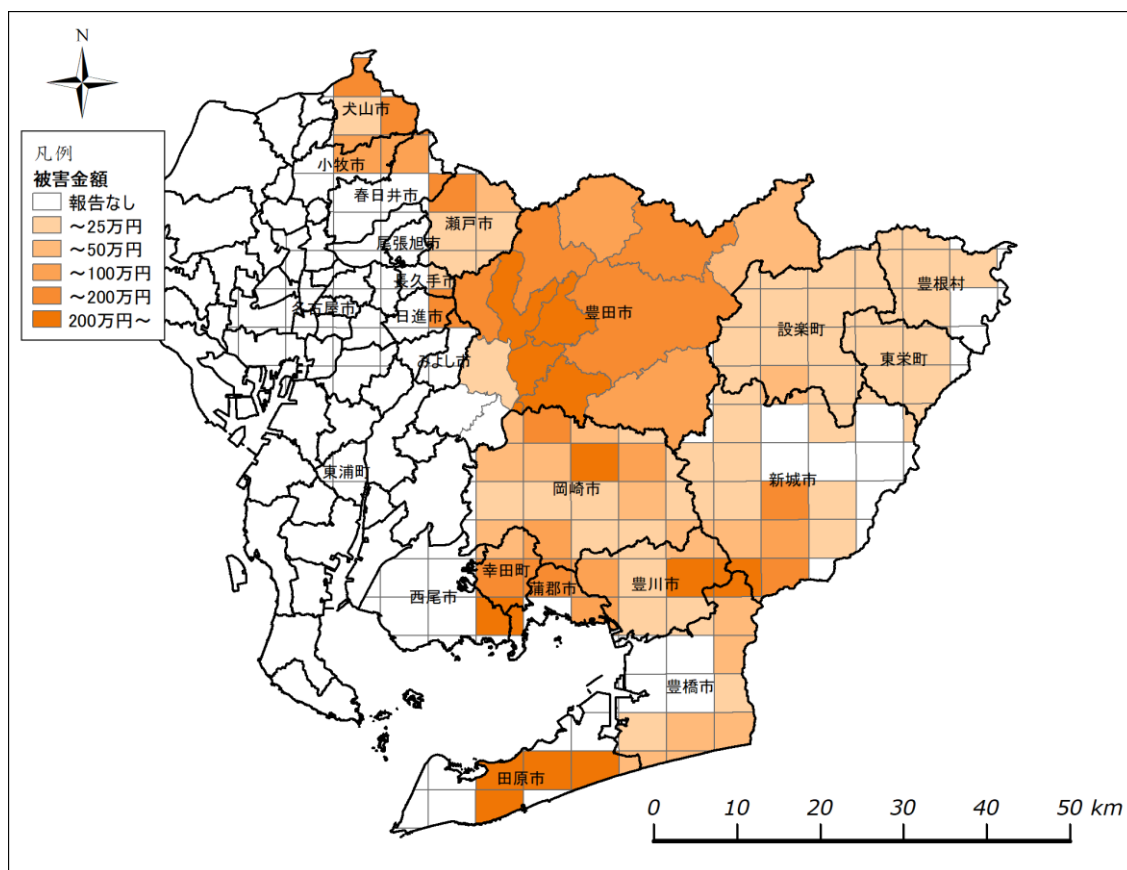 N
凡例
被害金額
報告なし
～25万円
～50万円
～100万円
～200万円
200万円～
犬山市
小牧市
春日井市
瀬戸市
尾張旭市
長久手市
名古屋市
日進市
みよし市
豊田市
豊根村
設楽町
東栄町
東浦町
岡崎市
新城市
幸田町
蒲郡市
豊川市
西尾市
豊橋市
田原市
0 10 20 30 40 50 km